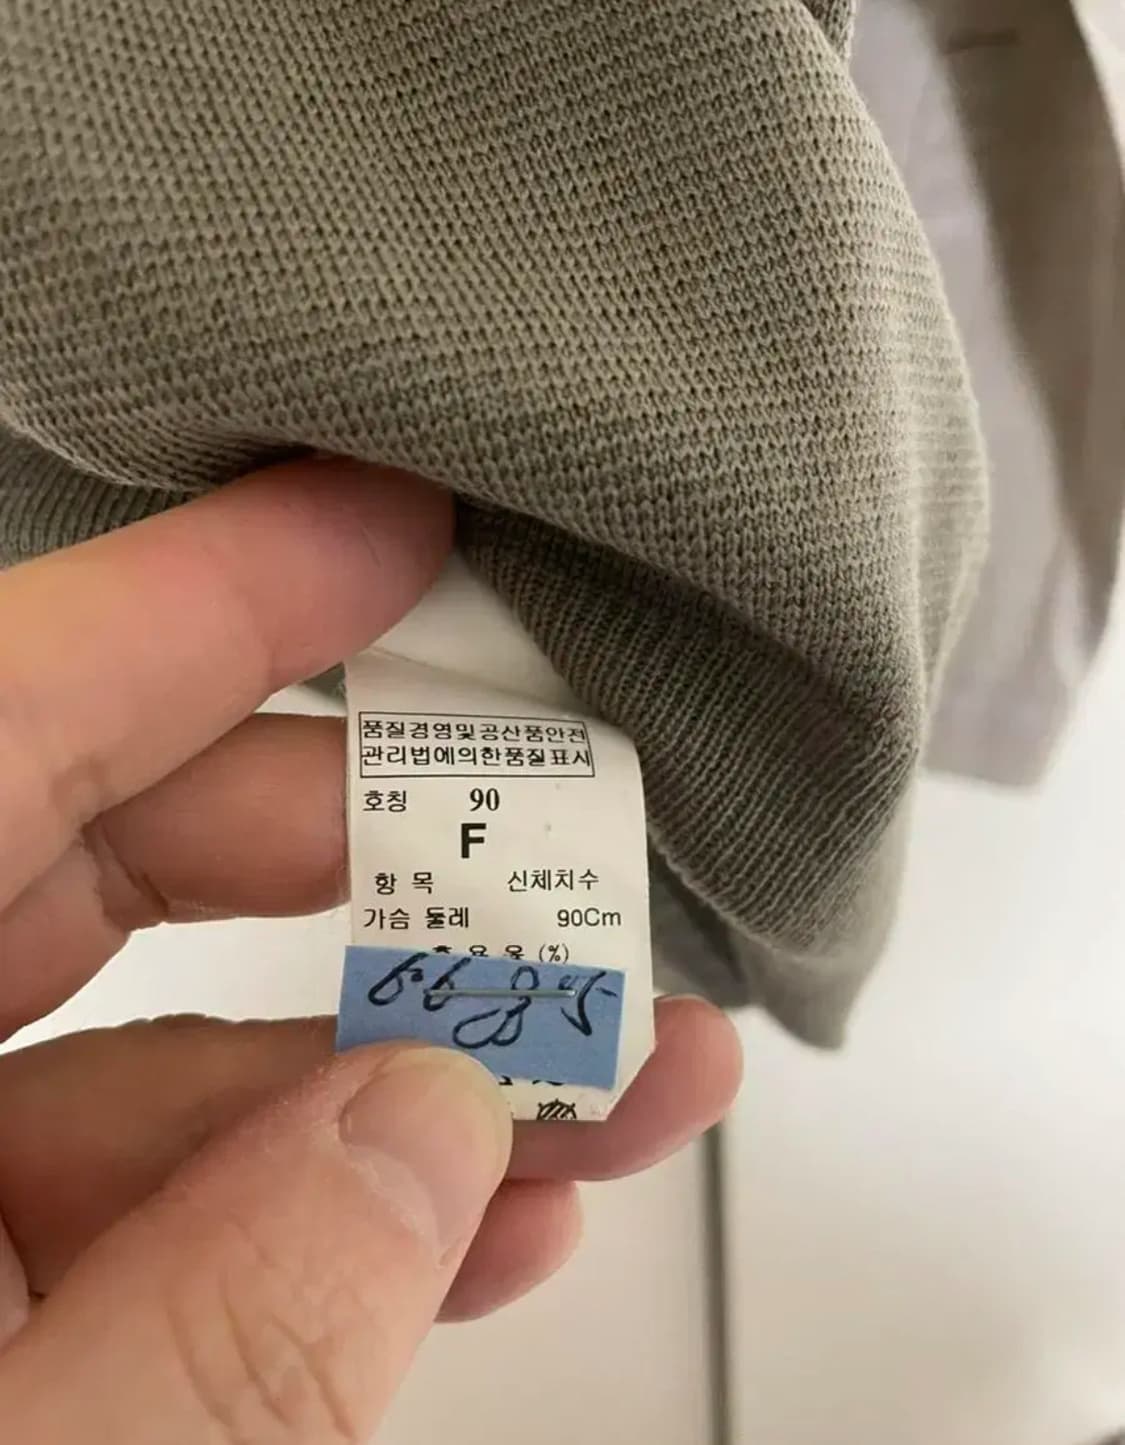 품질경영및공산품안전
관리법에의한품질표시
호칭 90
F
항 목 신체치수
가슴 둘레 90Cm
(%)